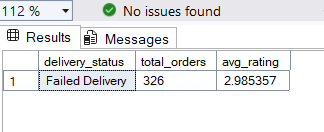 112 % No issues found
Results Messages
delivery_status total_orders avg_rating
1 Failed Delivery 326 2.985357